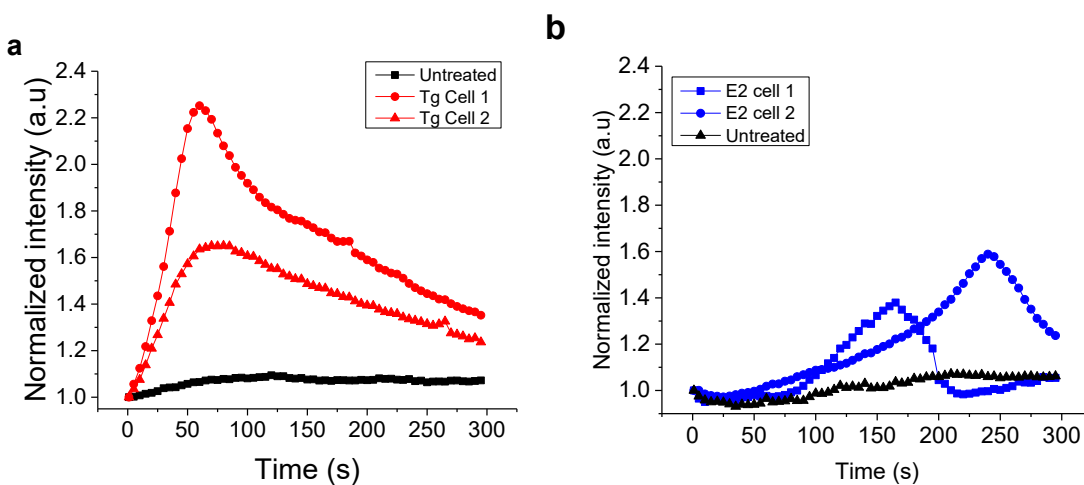 a
Normalized intensity (a.u)
2.4
2.2
2.0
1.8
1.6
1.4
1.2
1.0
Untreated
Tg Cell 1
Tg Cell 2
0 50 100 150 200 250 300
Time (s)
b
Normalized intensity (a.u)
2.4
2.2
2.0
1.8
1.6
1.4
1.2
1.0
E2 cell 1
E2 cell 2
Untreated
0 50 100 150 200 250 300
Time (s)